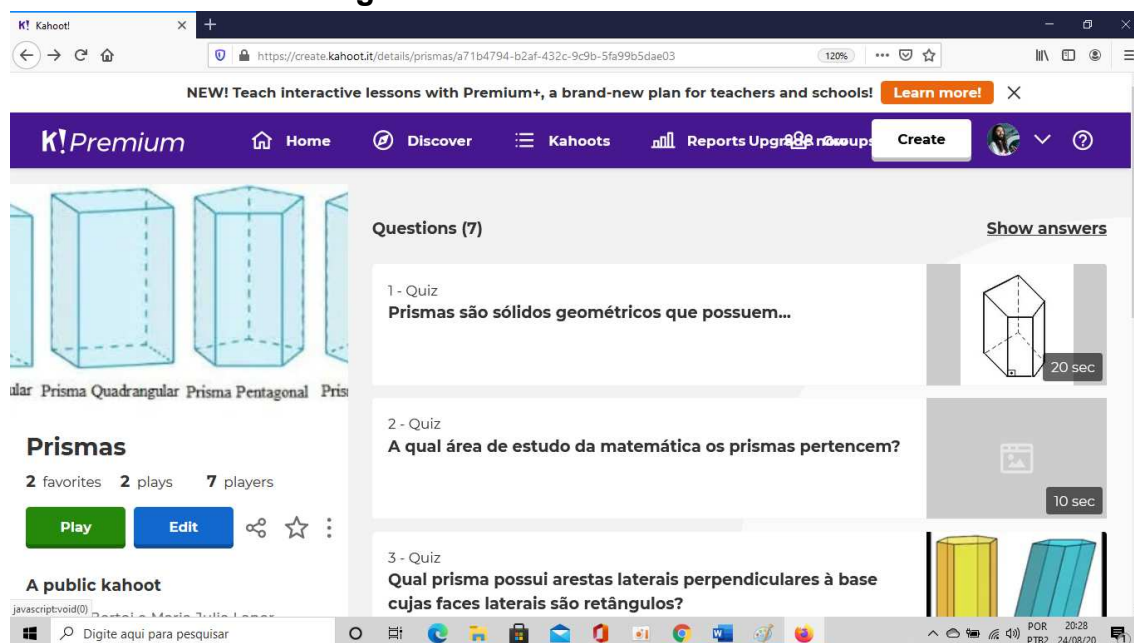 K! Kahoot!
https://create.kahoot.it/details/prismas/a71b4794-b2af-432c-9c9b-5fa99b5dae03
120%
NEW! Teach interactive lessons with Premium+, a brand-new plan for teachers and schools! Learn more!
K! Premium
Home
Discover
Kahoots
Reports
Upgrade now
Groups
Create
Prisma Quadrangular
Prisma Pentagonal
Prismas
2 favorites 2 plays 7 players
Play
Edit
A public kahoot
javascript:void(0)
Questions (7)
Show answers
1 - Quiz
Prismas são sólidos geométricos que possuem...
20 sec
2 - Quiz
A qual área de estudo da matemática os prismas pertencem?
10 sec
3 - Quiz
Qual prisma possui arestas laterais perpendiculares à base
cujas faces laterais são retângulos?
Digite aqui para pesquisar
POR
PTB2
20:28
24/08/20